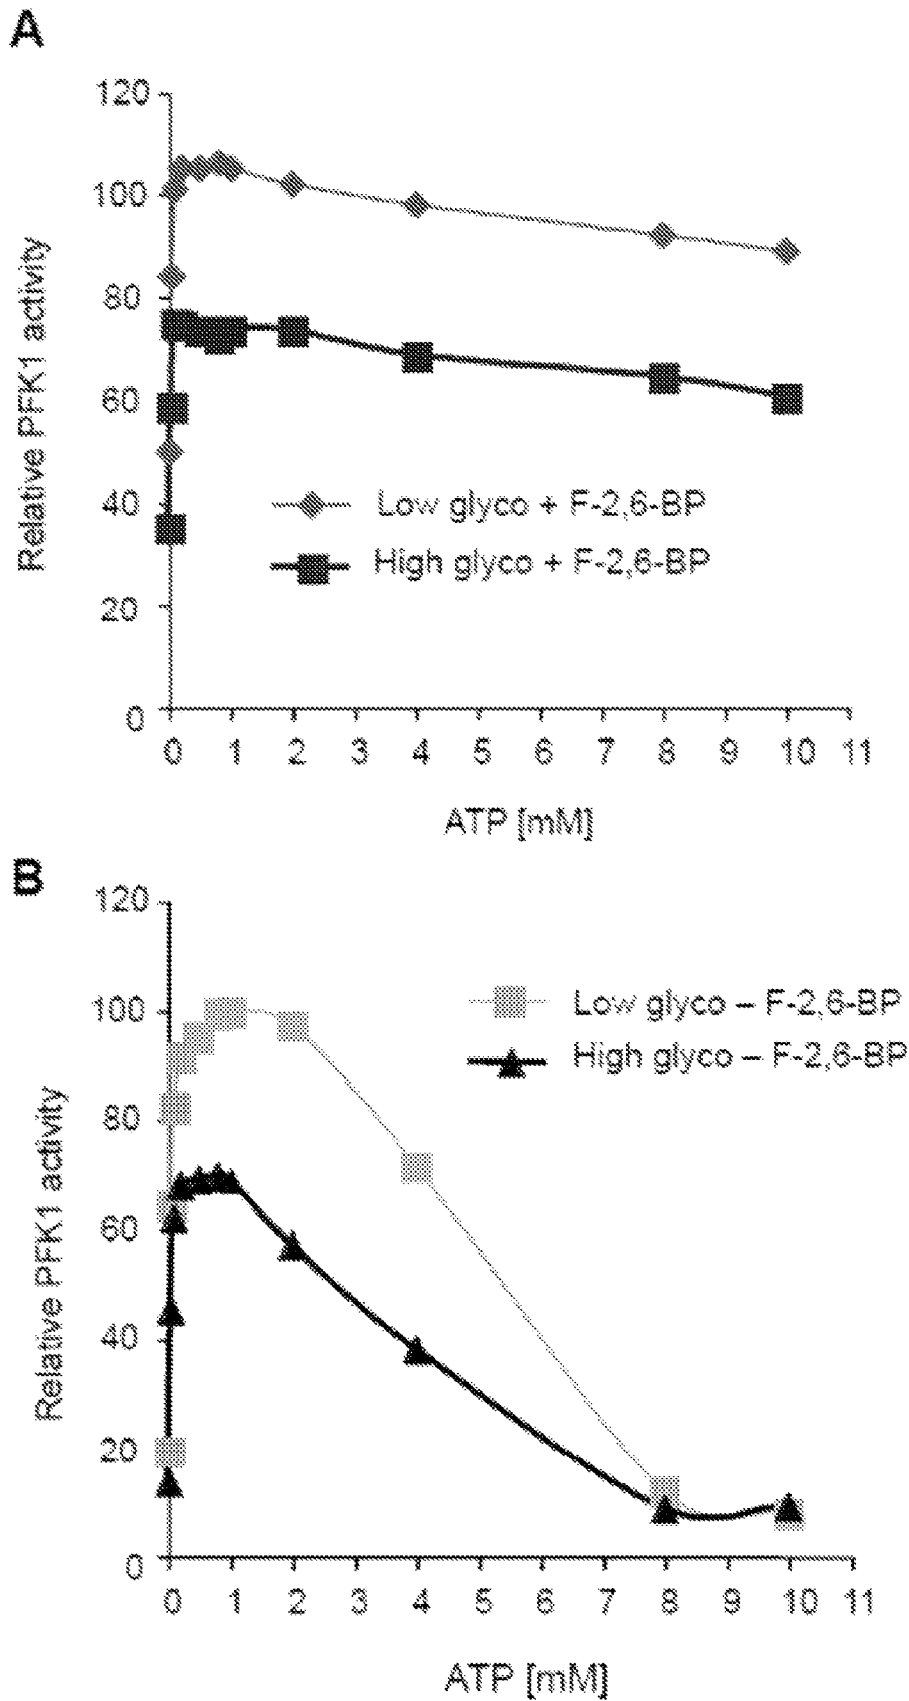 A
120
100
80
60
40
20
0
Relative PFK1 activity
Low glyco + F-2,6-BP
High glyco + F-2,6-BP
0 1 2 3 4 5 6 7 8 9 10 11
ATP [mM]
B
120
100
80
60
40
20
0
Relative PFK1 activity
Low glyco – F-2,6-BP
High glyco – F-2,6-BP
0 1 2 3 4 5 6 7 8 9 10 11
ATP [mM]